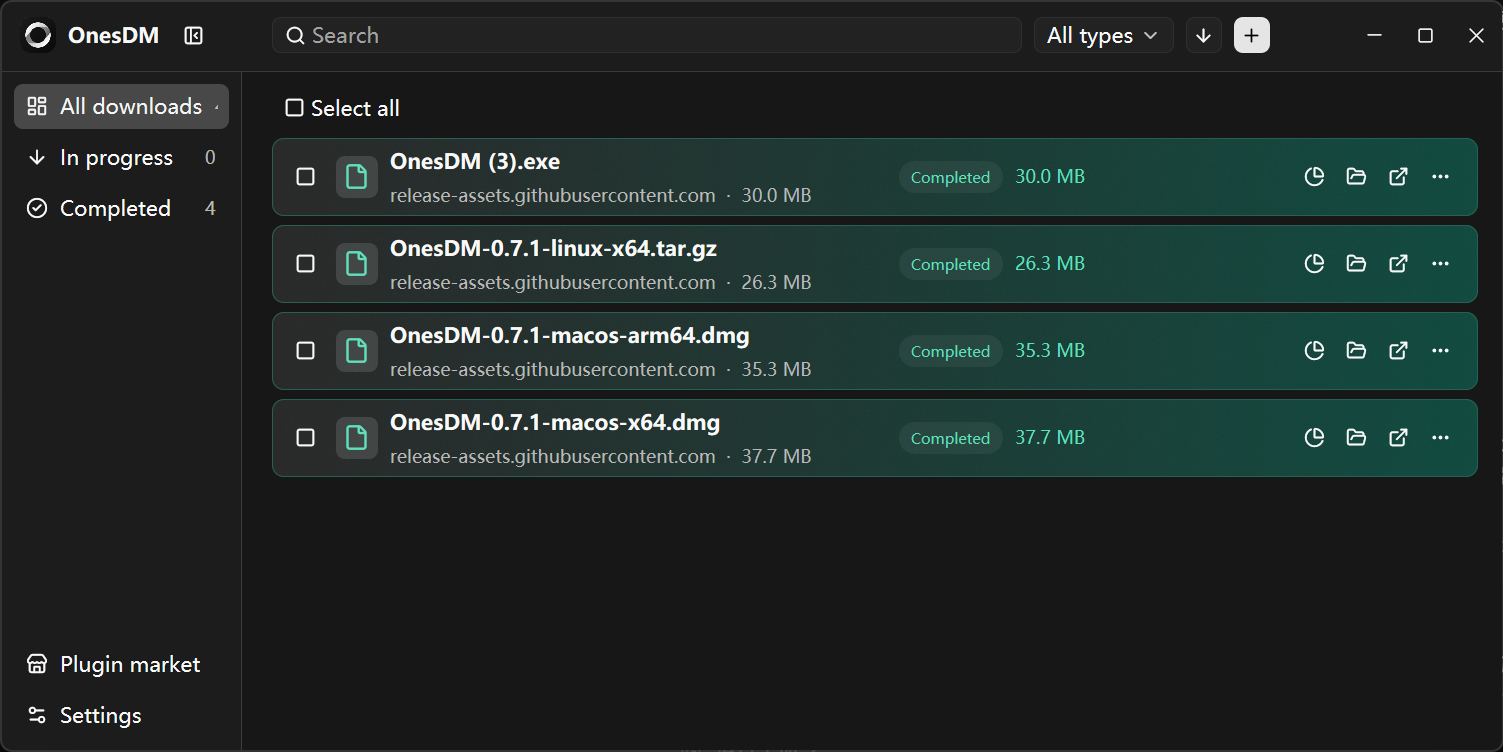 OnesDM
Search
All types
All downloads
In progress 0
Completed 4
Plugin market
Settings
Select all
OnesDM (3).exe
release-assets.githubusercontent.com · 30.0 MB
Completed 30.0 MB
OnesDM-0.7.1-linux-x64.tar.gz
release-assets.githubusercontent.com · 26.3 MB
Completed 26.3 MB
OnesDM-0.7.1-macos-arm64.dmg
release-assets.githubusercontent.com · 35.3 MB
Completed 35.3 MB
OnesDM-0.7.1-macos-x64.dmg
release-assets.githubusercontent.com · 37.7 MB
Completed 37.7 MB